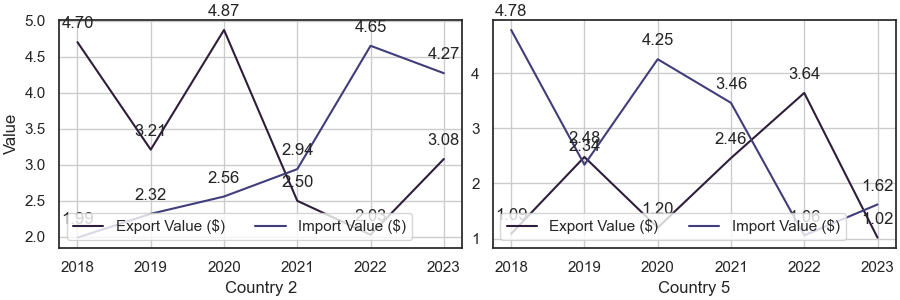 4.70 3.21 4.87 2.50 2.03 3.08
1.99 2.32 2.56 2.94 4.65 4.27
5.0
4.5
4.0
3.5
3.0
2.5
2.0
Value
Export Value ($) Import Value ($)
2018 2019 2020 2021 2022 2023
Country 2
1.09 2.48 1.20 2.46 3.64 1.02
4.78 2.34 4.25 3.46 1.06 1.62
4
3
2
1
Export Value ($) Import Value ($)
2018 2019 2020 2021 2022 2023
Country 5